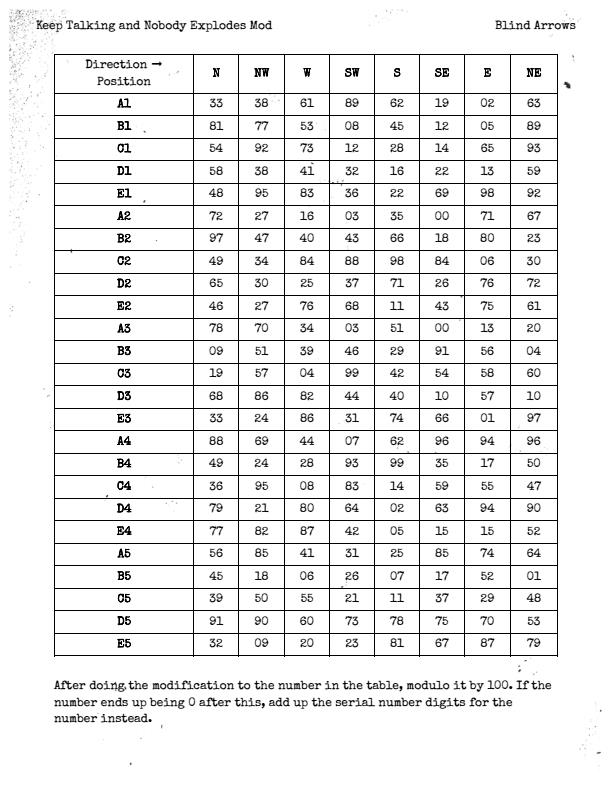 Keep Talking and Nobody Explodes Mod Blind Arrows
Direction → N NW W SW S SE E NE
Position
A1 33 38 61 89 62 19 02 63
B1 81 77 53 08 45 12 05 89
C1 54 92 73 12 28 14 65 93
D1 58 38 41 32 16 22 13 59
E1 48 95 83 36 22 69 98 92
A2 72 27 16 03 35 00 71 67
B2 97 47 40 43 66 18 80 23
C2 49 34 84 88 98 84 06 30
D2 65 30 25 37 71 26 76 72
E2 46 27 76 68 11 43 75 61
A3 78 70 34 03 51 00 13 20
B3 09 51 39 46 29 91 56 04
C3 19 57 04 99 42 54 58 60
D3 68 86 82 44 40 10 57 10
E3 33 24 86 31 74 66 01 97
A4 88 69 44 07 62 96 94 96
B4 49 24 28 93 99 35 17 50
C4 36 95 08 83 14 59 55 47
D4 79 21 80 64 02 63 94 90
E4 77 82 87 42 05 15 15 52
A5 56 85 41 31 25 85 74 64
B5 45 18 06 26 07 17 52 01
C5 39 50 55 21 11 37 29 48
D5 91 90 60 73 78 75 70 53
E5 32 09 20 23 81 67 87 79
After doing the modification to the number in the table, modulo it by 100. If the
number ends up being 0 after this, add up the serial number digits for the
number instead.